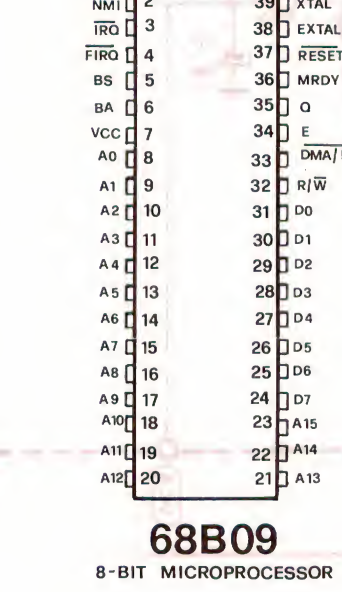 NMI 2 39 XTAL
IRQ 3 38 EXTAL
FIRQ 4 37 RESET
BS 5 36 MRDY
BA 6 35 Q
VCC 7 34 E
A0 8 33 DMA/
A1 9 32 R/W
A2 10 31 D0
A3 11 30 D1
A4 12 29 D2
A5 13 28 D3
A6 14 27 D4
A7 15 26 D5
A8 16 25 D6
A9 17 24 D7
A10 18 23 A15
A11 19 22 A14
A12 20 21 A13
68B09
8-BIT MICROPROCESSOR